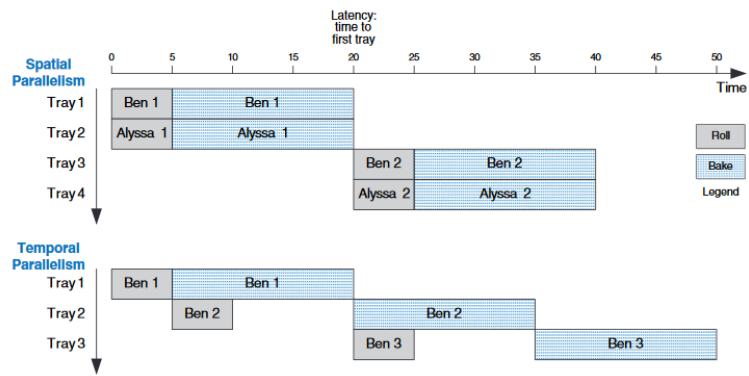 Latency:
time to
first tray
0 5 10 15 20 25 30 35 40 45 50
Time
Spatial
Parallelism
Tray 1 Ben 1 Ben 1
Tray 2 Alyssa 1 Alyssa 1
Tray 3 Ben 2 Ben 2
Tray 4 Alyssa 2 Alyssa 2
Roll
Bake
Legend
Temporal
Parallelism
Tray 1 Ben 1 Ben 1
Tray 2 Ben 2 Ben 2
Tray 3 Ben 3 Ben 3